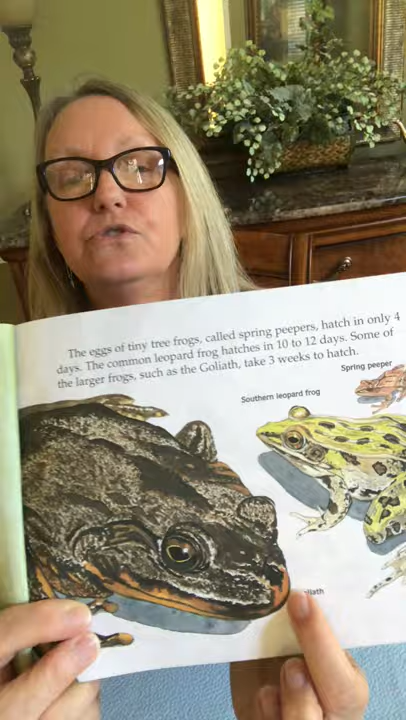 The eggs of tiny tree frogs, called spring peepers, hatch in only 4
days. The common leopard frog hatches in 10 to 12 days. Some of
the larger frogs, such as the Goliath, take 3 weeks to hatch.
Spring peeper
Southern leopard frog